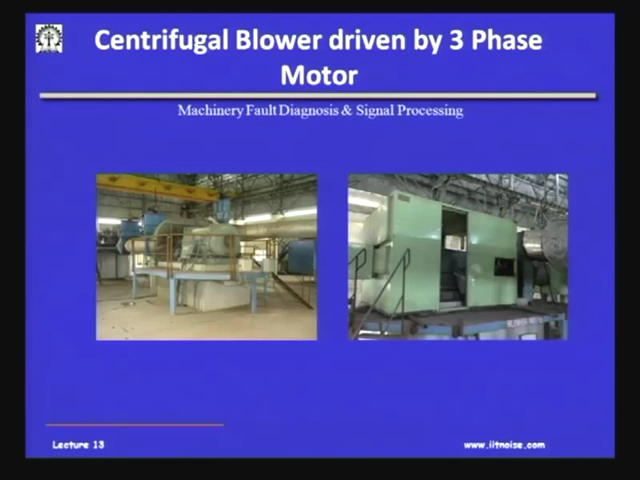 Centrifugal Blower driven by 3 Phase
Motor
Machinery Fault Diagnosis & Signal Processing
Lecture 13
www.iitnoise.com